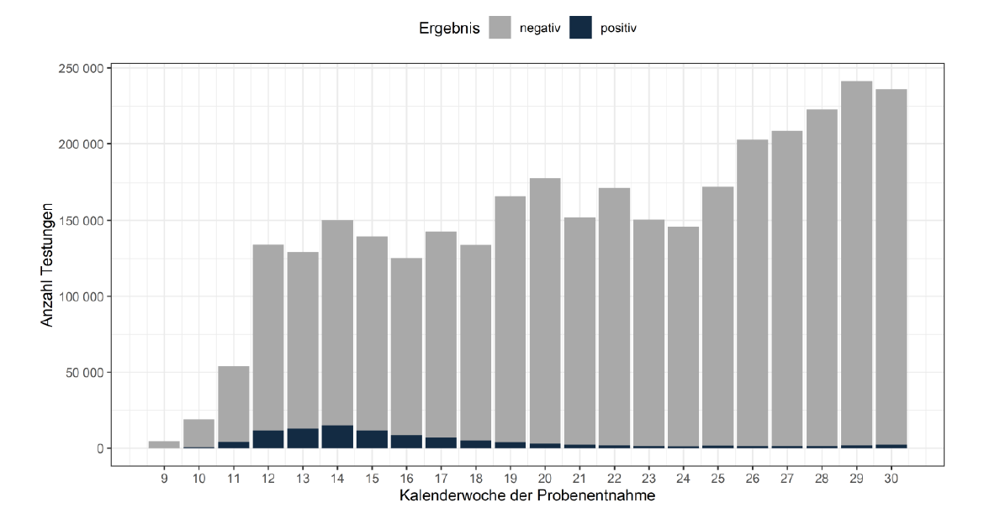 Ergebnis negativ positiv
250 000
200 000
150 000
100 000
50 000
0
Anzahl Testungen
9 10 11 12 13 14 15 16 17 18 19 20 21 22 23 24 25 26 27 28 29 30
Kalenderwoche der Probenentnahme